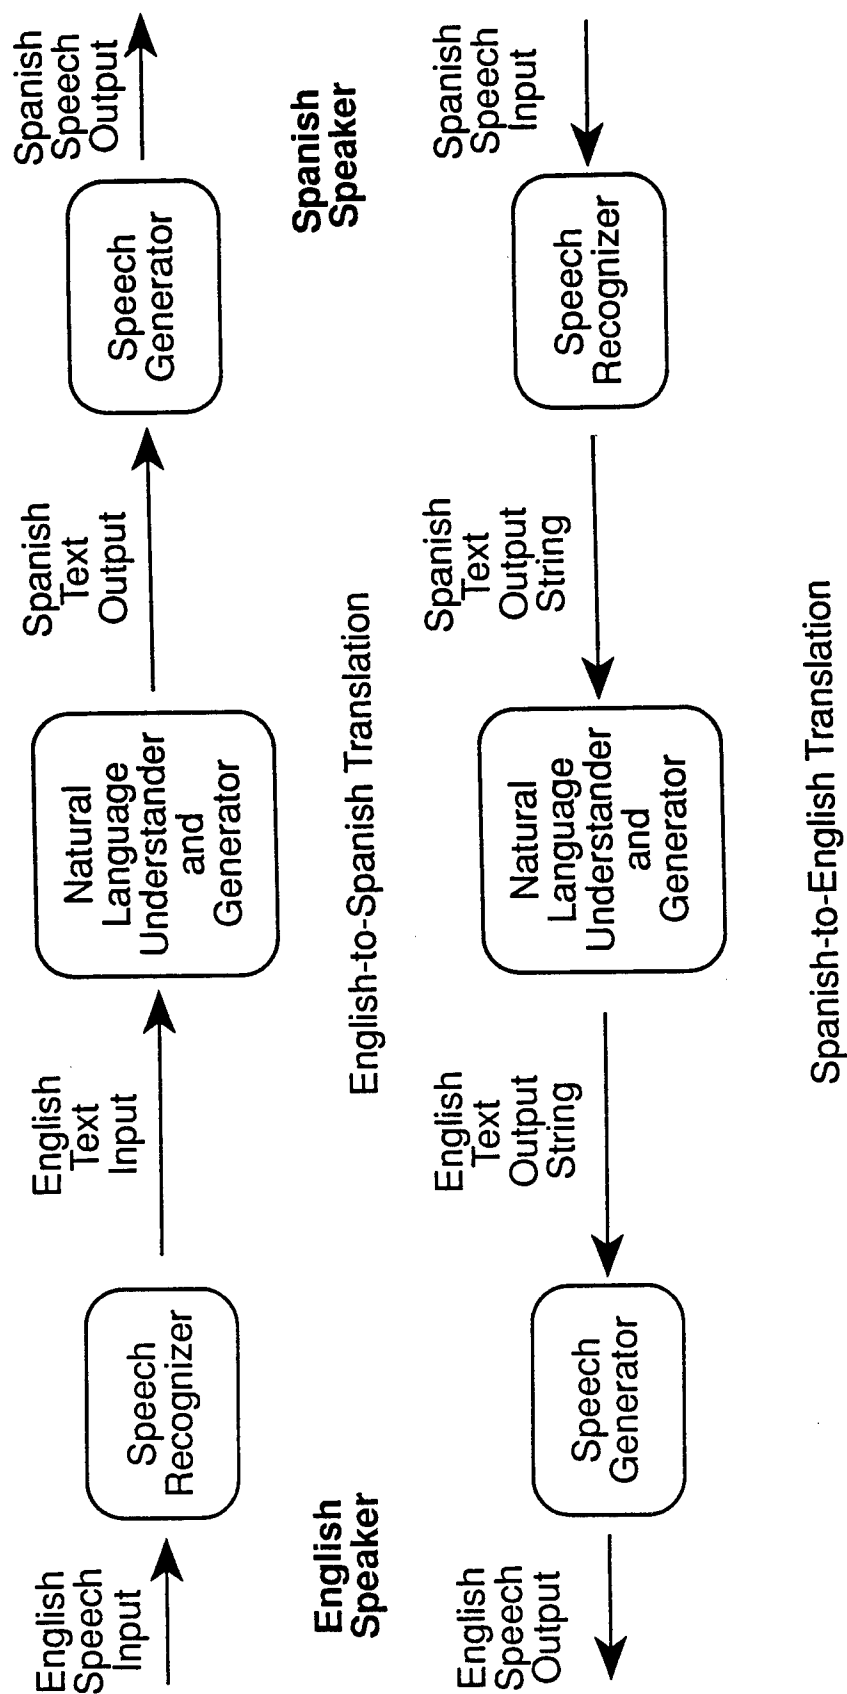 English
Speech
Input
Speech
Recognizer
English
Text
Input
Natural
Language
Understander
and
Generator
Spanish
Text
Output
Speech
Generator
Spanish
Speech
Output
English
Speaker
English-to-Spanish Translation
Spanish
Speaker
English
Speech
Output
Speech
Generator
English
Text
Output
String
Natural
Language
Understander
and
Generator
Spanish
Text
Output
String
Speech
Recognizer
Spanish
Speech
Input
Spanish-to-English Translation